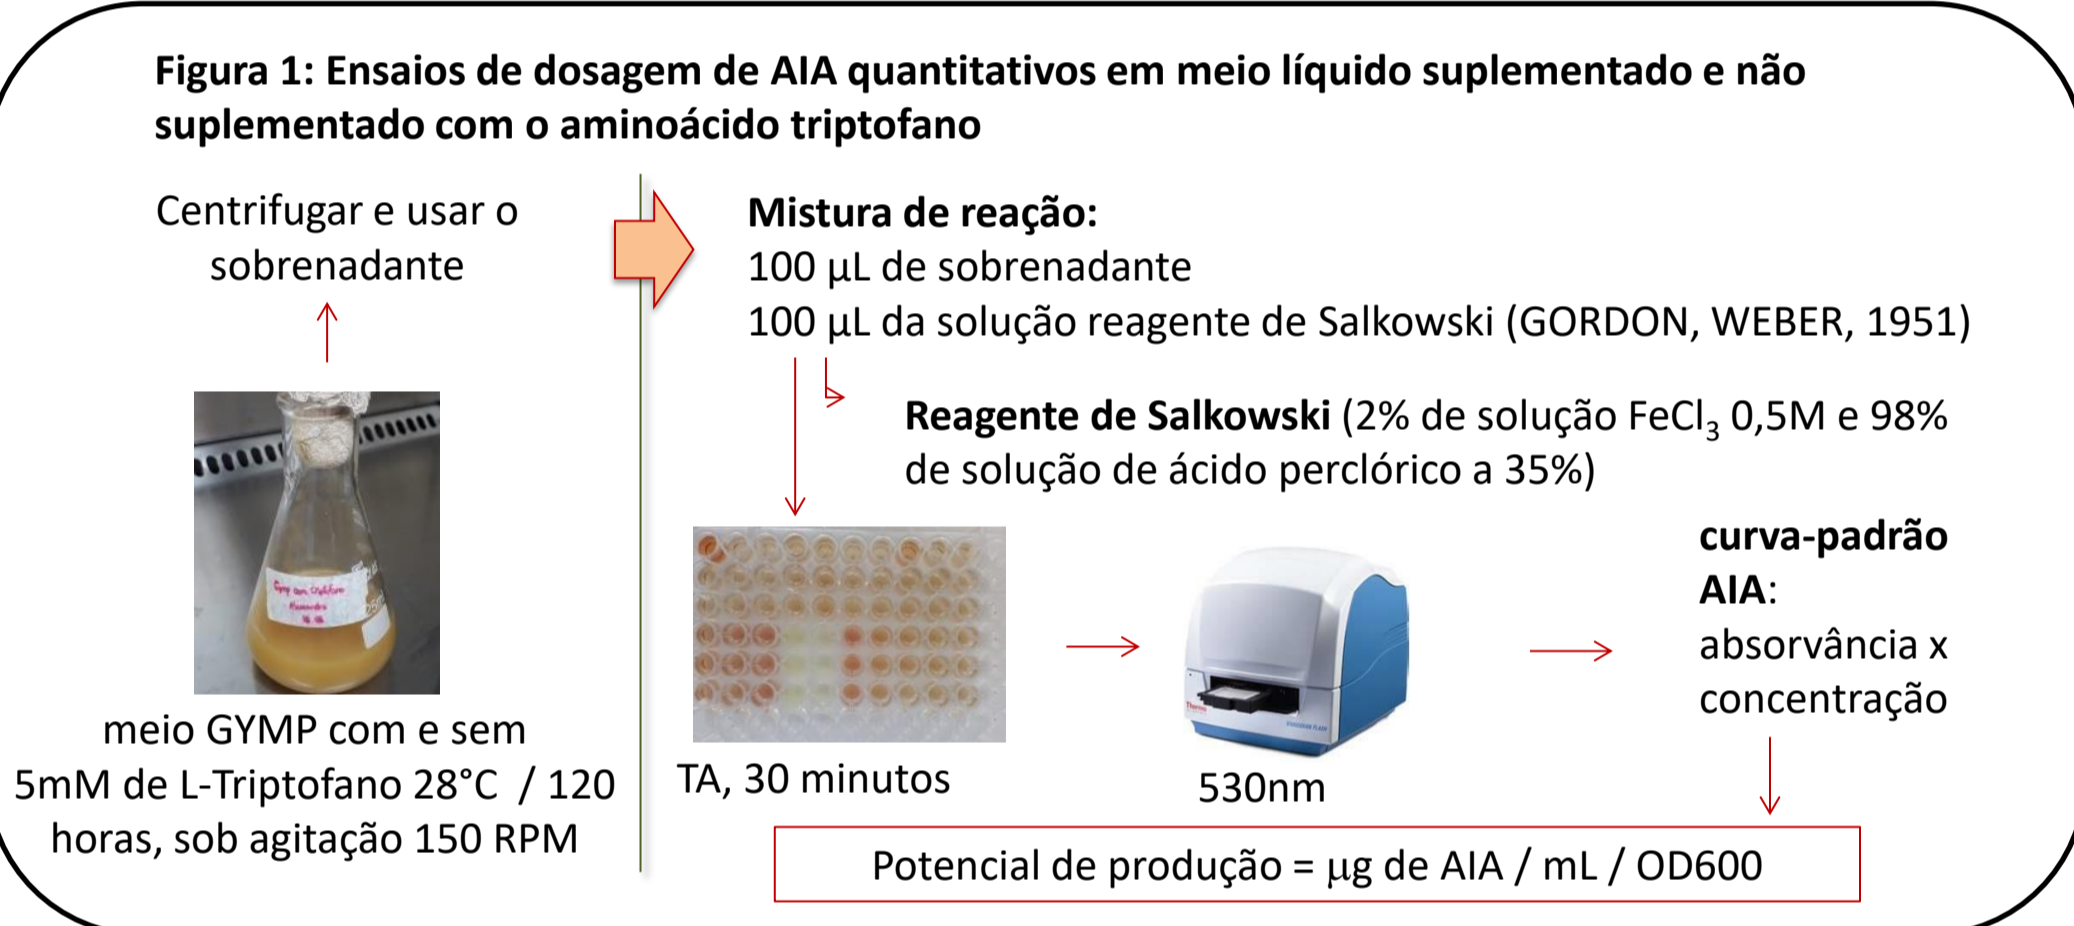 Figura 1: Ensaios de dosagem de AIA quantitativos em meio líquido suplementado e não
suplementado com o aminoácido triptofano
Centrifugar e usar o
sobrenadante
meio GYMP com e sem
5mM de L-Triptofano 28°C / 120
horas, sob agitação 150 RPM
Mistura de reação:
100 µL de sobrenadante
100 µL da solução reagente de Salkowski (GORDON, WEBER, 1951)
Reagente de Salkowski (2% de solução FeCl₃ 0,5M e 98%
de solução de ácido perclórico a 35%)
TA, 30 minutos
Thermo
530nm
curva-padrão
AIA:
absorvância x
concentração
Potencial de produção = µg de AIA / mL / OD600